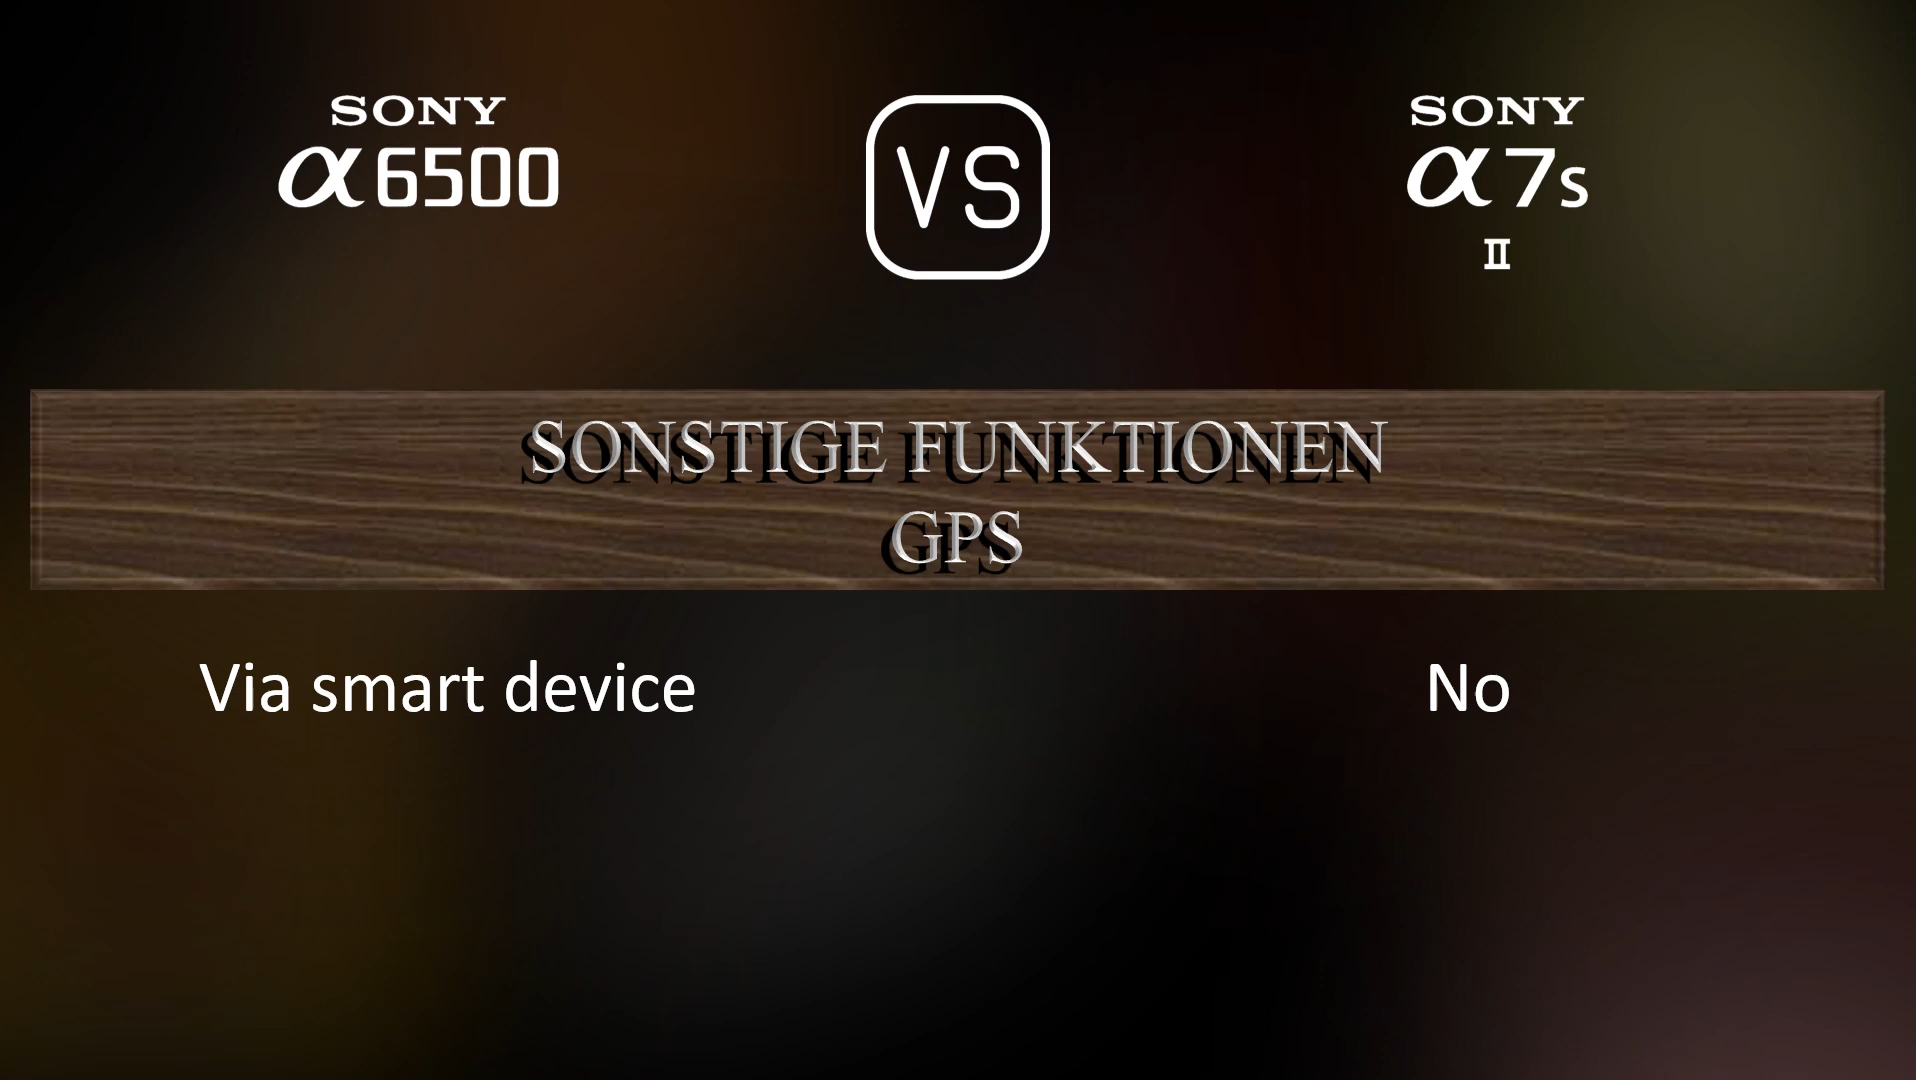 SONY
α6500
VS
SONY
α7s
II
SONSTIGE FUNKTIONEN
GPS
Via smart device
No